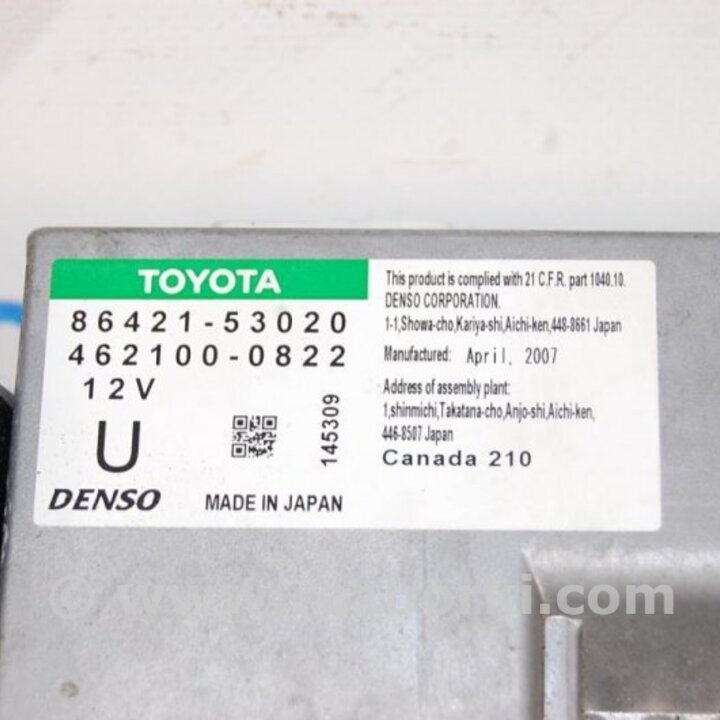 TOYOTA
86421-53020
462100-0822
12V
U
145309
DENSO
MADE IN JAPAN
This product is complied with 21 C.F.R. part 1040.10.
DENSO CORPORATION.
1-1,Showa-cho,Kariya-shi,Aichi-ken,448-8661 Japan
Manufactured: April, 2007
Address of assembly plant:
1,shinmichi,Takatana-cho,Anjo-shi,Aichi-ken,
446-8507 Japan
Canada 210